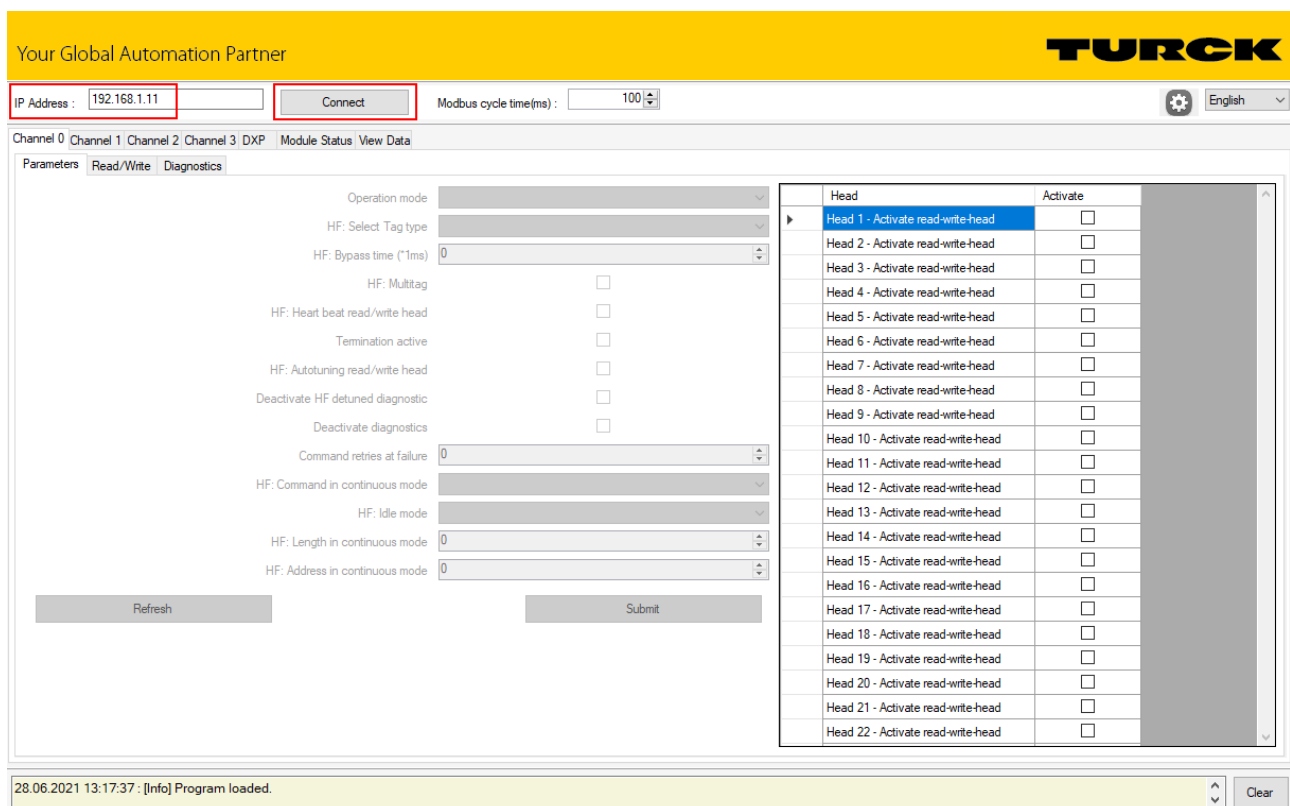 Your Global Automation Partner
TURCK
IP Address : 192.168.1.11 Connect Modbus cycle time(ms) : 100 English
Channel 0 Channel 1 Channel 2 Channel 3 DXP Module Status View Data
Parameters Read/Write Diagnostics
Operation mode
HF: Select Tag type
HF: Bypass time (*1ms) 0
HF: Multitag
HF: Heart beat read/write head
Termination active
HF: Autotuning read/write head
Deactivate HF detuned diagnostic
Deactivate diagnostics
Command retries at failure 0
HF: Command in continuous mode
HF: Idle mode
HF: Length in continuous mode 0
HF: Address in continuous mode 0
Refresh Submit
Head Activate
Head 1 - Activate read-write-head
Head 2 - Activate read-write-head
Head 3 - Activate read-write-head
Head 4 - Activate read-write-head
Head 5 - Activate read-write-head
Head 6 - Activate read-write-head
Head 7 - Activate read-write-head
Head 8 - Activate read-write-head
Head 9 - Activate read-write-head
Head 10 - Activate read-write-head
Head 11 - Activate read-write-head
Head 12 - Activate read-write-head
Head 13 - Activate read-write-head
Head 14 - Activate read-write-head
Head 15 - Activate read-write-head
Head 16 - Activate read-write-head
Head 17 - Activate read-write-head
Head 18 - Activate read-write-head
Head 19 - Activate read-write-head
Head 20 - Activate read-write-head
Head 21 - Activate read-write-head
Head 22 - Activate read-write-head
28.06.2021 13:17:37 : [Info] Program loaded. Clear